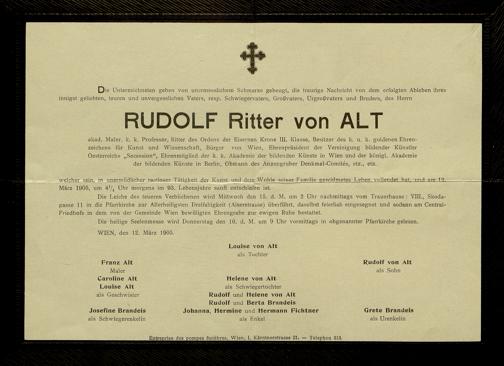 Die Unterzeichneten geben von unermesslichem Schmerze gebeugt, die traurige Nachricht von dem erfolgten Ableben ihres
innigst geliebten, teuren und unvergesslichen Vaters, resp. Schwiegervaters, Großvaters, Urgroßvaters und Bruders, des Herrn
RUDOLF Ritter von ALT
akad. Maler, k. k. Professor, Ritter des Ordens der Eisernen Krone III. Klasse, Besitzer des k. u. k. goldenen Ehren-
zeichens für Kunst und Wissenschaft, Bürger von Wien, Ehrenpräsident der Vereinigung bildender Künstler
Oesterreichs „Secession“, Ehrenmitglied der k. k. Akademie der bildenden Künste in Wien und der königl. Akademie
der bildenden Künste in Berlin, Obmann des Anzengruber Denkmal-Comités, etc., etc.
welcher sein, in unermüdlicher rastloser Tätigkeit der Kunst und dem Wohle seiner Familie gewidmetes Leben vollendet hat, und am 12.
März 1905, um 4¼ Uhr morgens im 93. Lebensjahre sanft entschlafen ist.
Die Leiche des teueren Verblichenen wird Mittwoch den 15. d. M. um 2 Uhr nachmittags vom Trauerhause: VIII., Skoda-
gasse 11 in die Pfarrkirche zur Allerheiligsten Dreifaltigkeit (Alserstrasse) überführt, daselbst feierlich eingesegnet und sodann am Central-
Friedhofe in dem von der Gemeinde Wien bewilligten Ehrengrabe zur ewigen Ruhe bestattet.
Die heilige Seelenmesse wird Donnerstag den 16. d. M. um 9 Uhr vormittags in obgenannter Pfarrkirche gelesen.
WIEN, den 12. März 1905.
Louise von Alt
als Tochter
Franz Alt
Maler
Caroline Alt
Louise Alt
als Geschwister
Rudolf von Alt
als Sohn
Helene von Alt
als Schwiegertochter
Rudolf und Helene von Alt
Rudolf und Berta Brandeis
Johanna, Hermine und Hermann Fichtner
als Enkel
Josefine Brandeis
als Schwiegerenkelin
Grete Brandeis
als Urenkelin
Entreprise des pompes funèbres, Wien, I. Kärntnerstrasse 21. — Telephon 813.